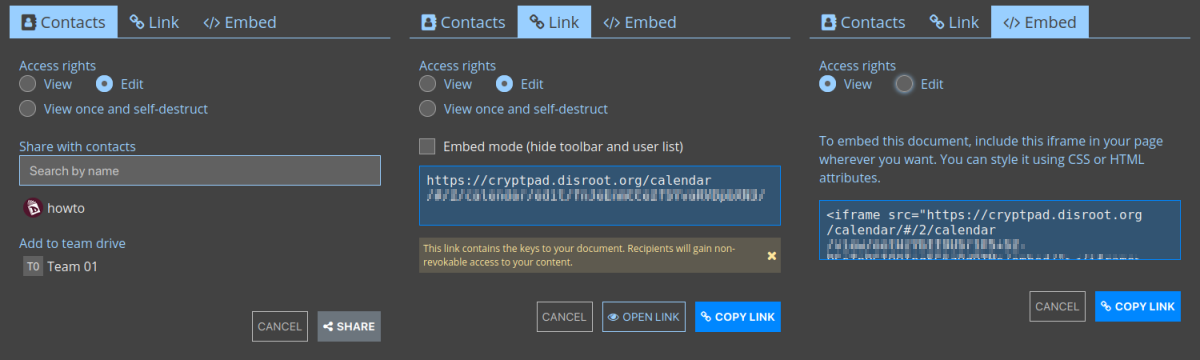 Contacts
Link
Embed
Access rights
View
Edit
View once and self-destruct
Share with contacts
Search by name
howto
Add to team drive
T0 Team 01
CANCEL
SHARE
Contacts
Link
</> Embed
Access rights
View
Edit
View once and self-destruct
Embed mode (hide toolbar and user list)
https://cryptpad.disroot.org/calendar
This link contains the keys to your document. Recipients will gain non-
revokable access to your content.
CANCEL
OPEN LINK
COPY LINK
Contacts
Link
</> Embed
Access rights
View
Edit
To embed this document, include this iframe in your page
wherever you want. You can style it using CSS or HTML
attributes.
<iframe src="https://cryptpad.disroot.org
/calendar/#/2/calendar
CANCEL
COPY LINK